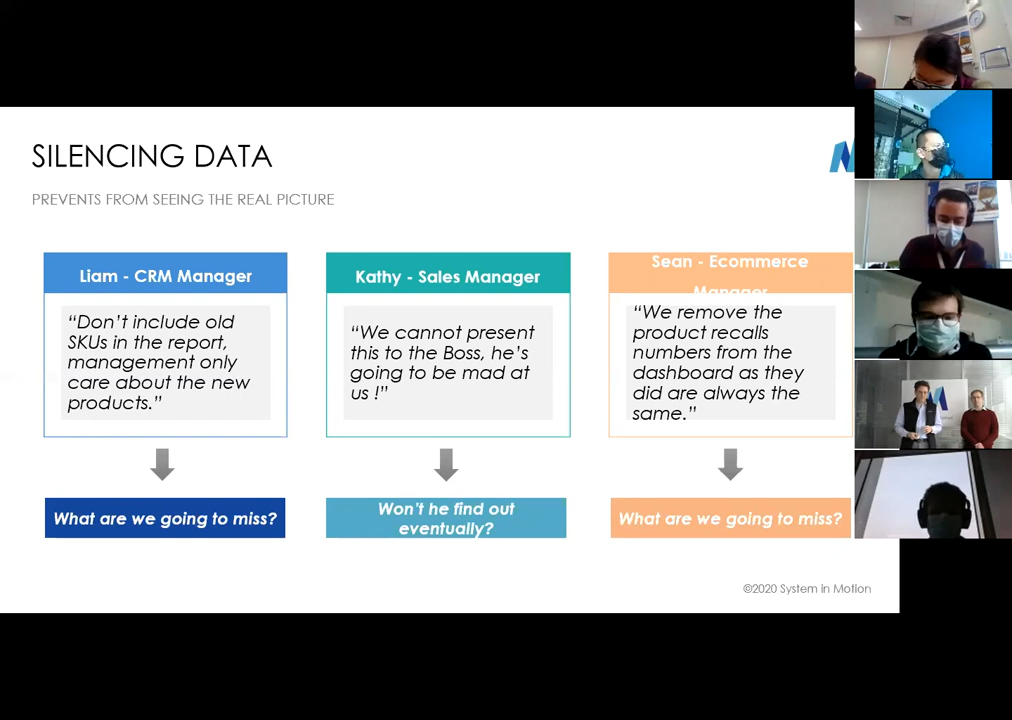 SILENCING DATA
PREVENTS FROM SEEING THE REAL PICTURE
Liam - CRM Manager
“Don’t include old
SKUs in the report,
management only
care about the new
products.”
What are we going to miss?
Kathy - Sales Manager
“We cannot present
this to the Boss, he’s
going to be mad at
us !”
Won’t he find out
eventually?
Sean - Ecommerce
Manager
“We remove the
product recalls
numbers from the
dashboard as they
did are always the
same.”
What are we going to miss?
©2020 System in Motion